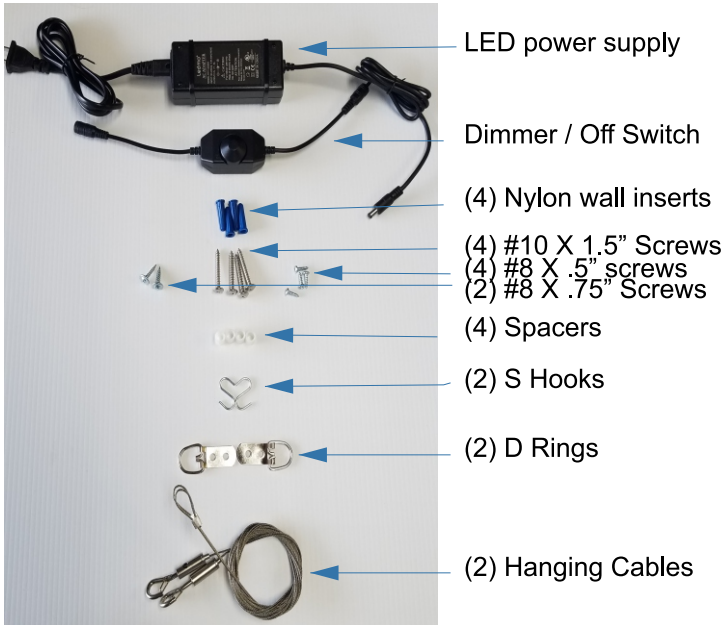 LED power supply
Dimmer / Off Switch
(4) Nylon wall inserts
(4) #10 X 1.5” Screws
(4) #8 X .5” screws
(2) #8 X .75” Screws
(4) Spacers
(2) S Hooks
(2) D Rings
(2) Hanging Cables